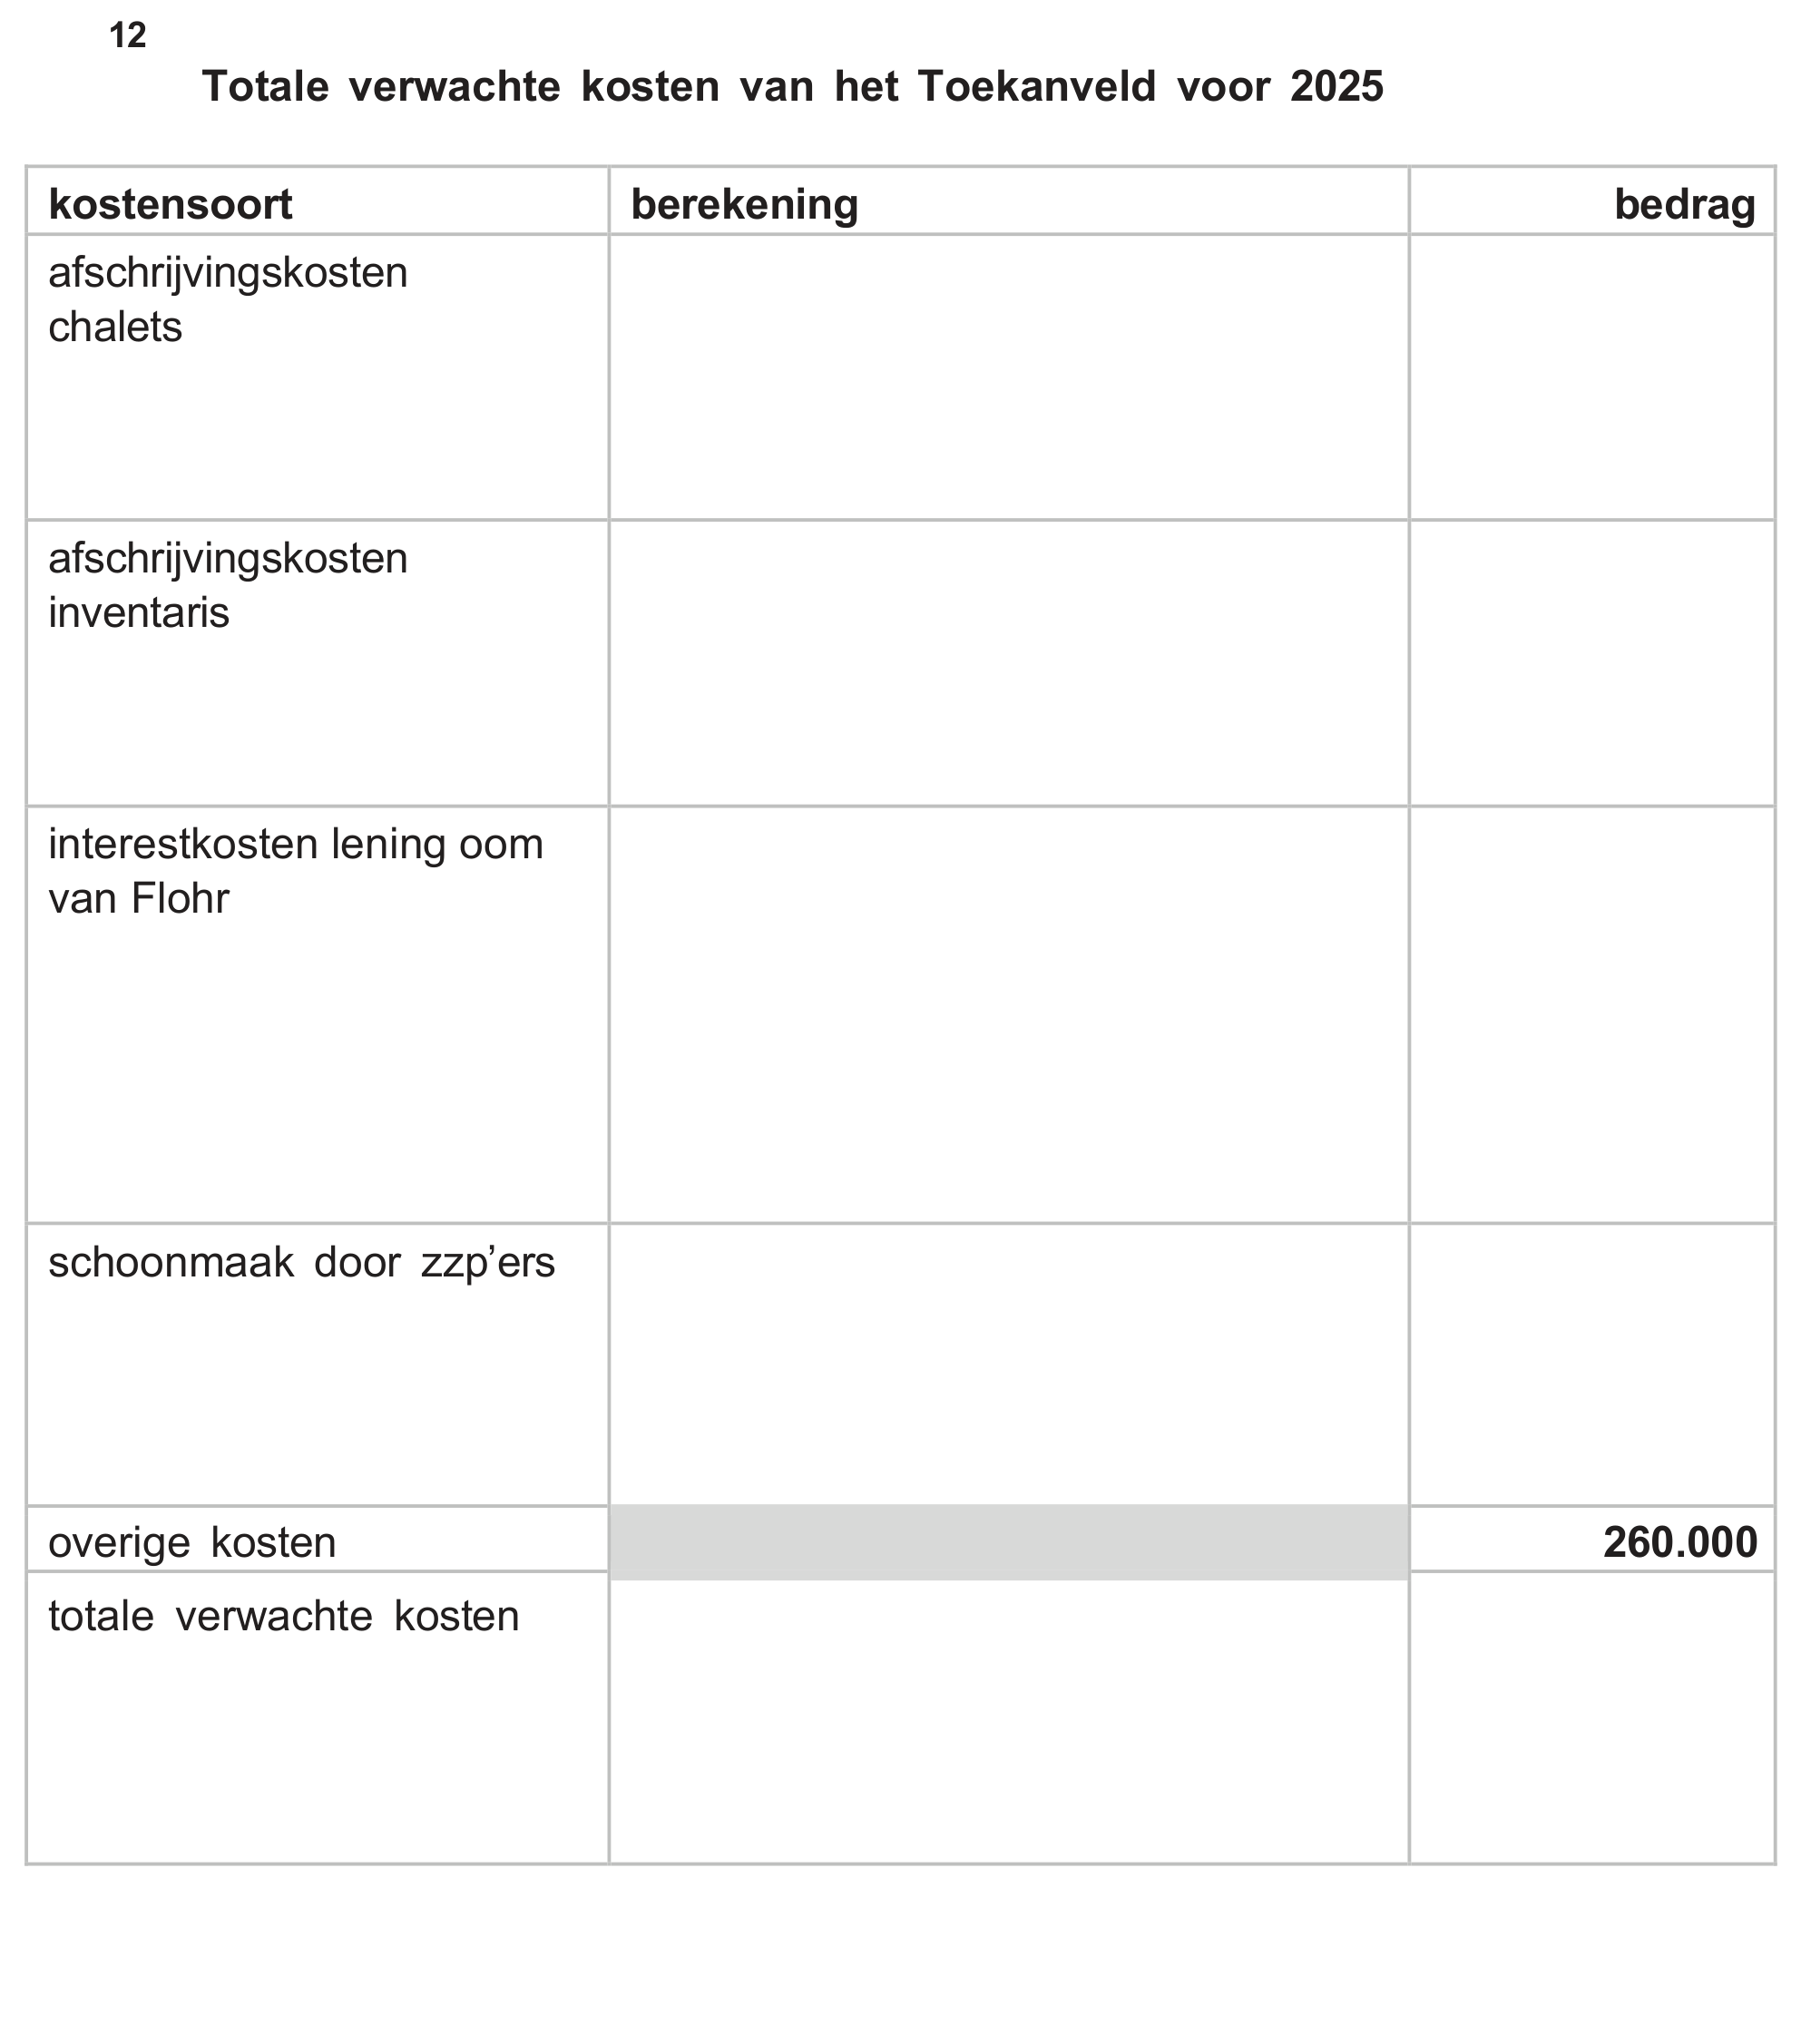 12
Totale verwachte kosten van het Toekanveld voor 2025
kostensoort berekening bedrag
afschrijvingskosten
chalets
afschrijvingskosten
inventaris
interestkosten lening oom
van Flohr
schoonmaak door zzp’ers
overige kosten 260.000
totale verwachte kosten